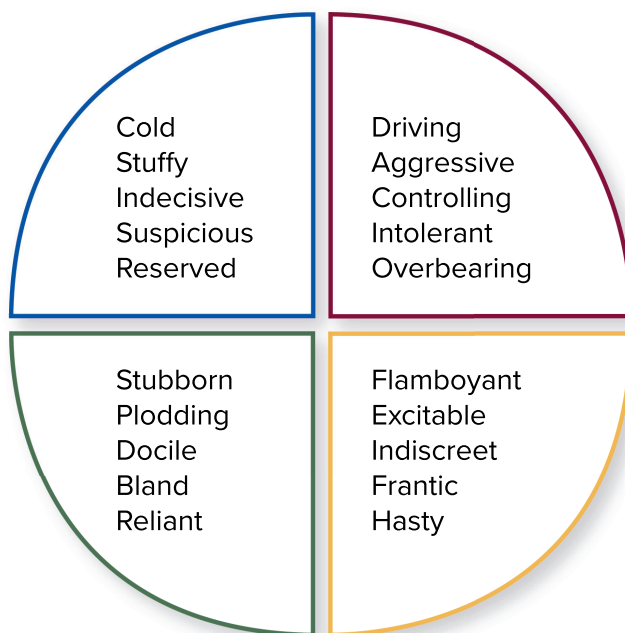 Cold
Stuffy
Indecisive
Suspicious
Reserved
Driving
Aggressive
Controlling
Intolerant
Overbearing
Stubborn
Plodding
Docile
Bland
Reliant
Flamboyant
Excitable
Indiscreet
Frantic
Hasty